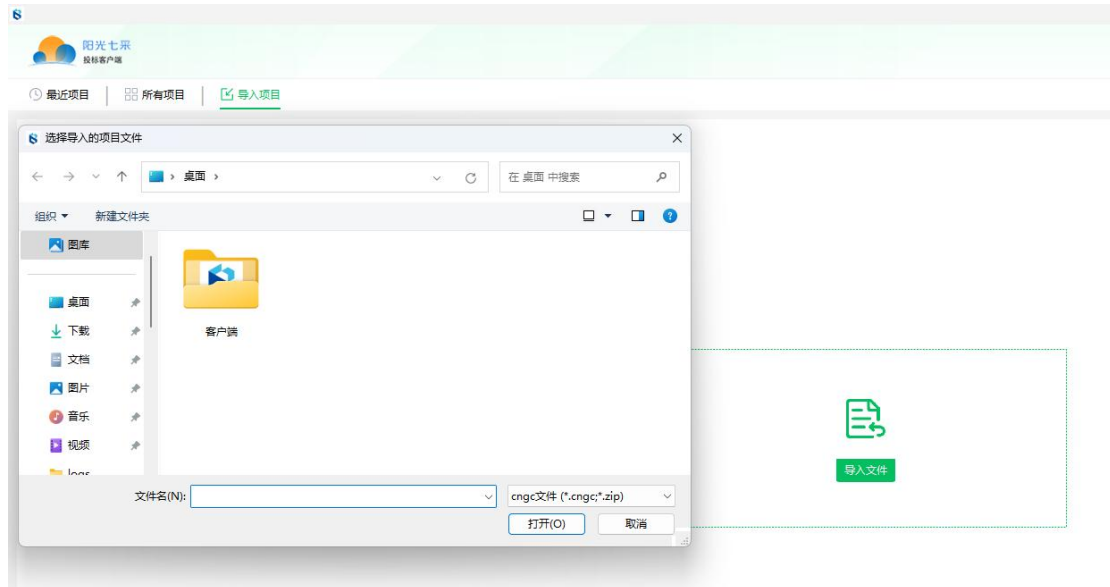 阳光七采
投标客户端
最近项目 所有项目 导入项目
选择导入的项目文件
桌面
在 桌面 中搜索
组织 新建文件夹
图库
桌面
下载
文档
图片
音乐
视频
logs
客户端
导入文件
文件名(N):
cngc文件 (*.cngc;*.zip)
打开(O) 取消